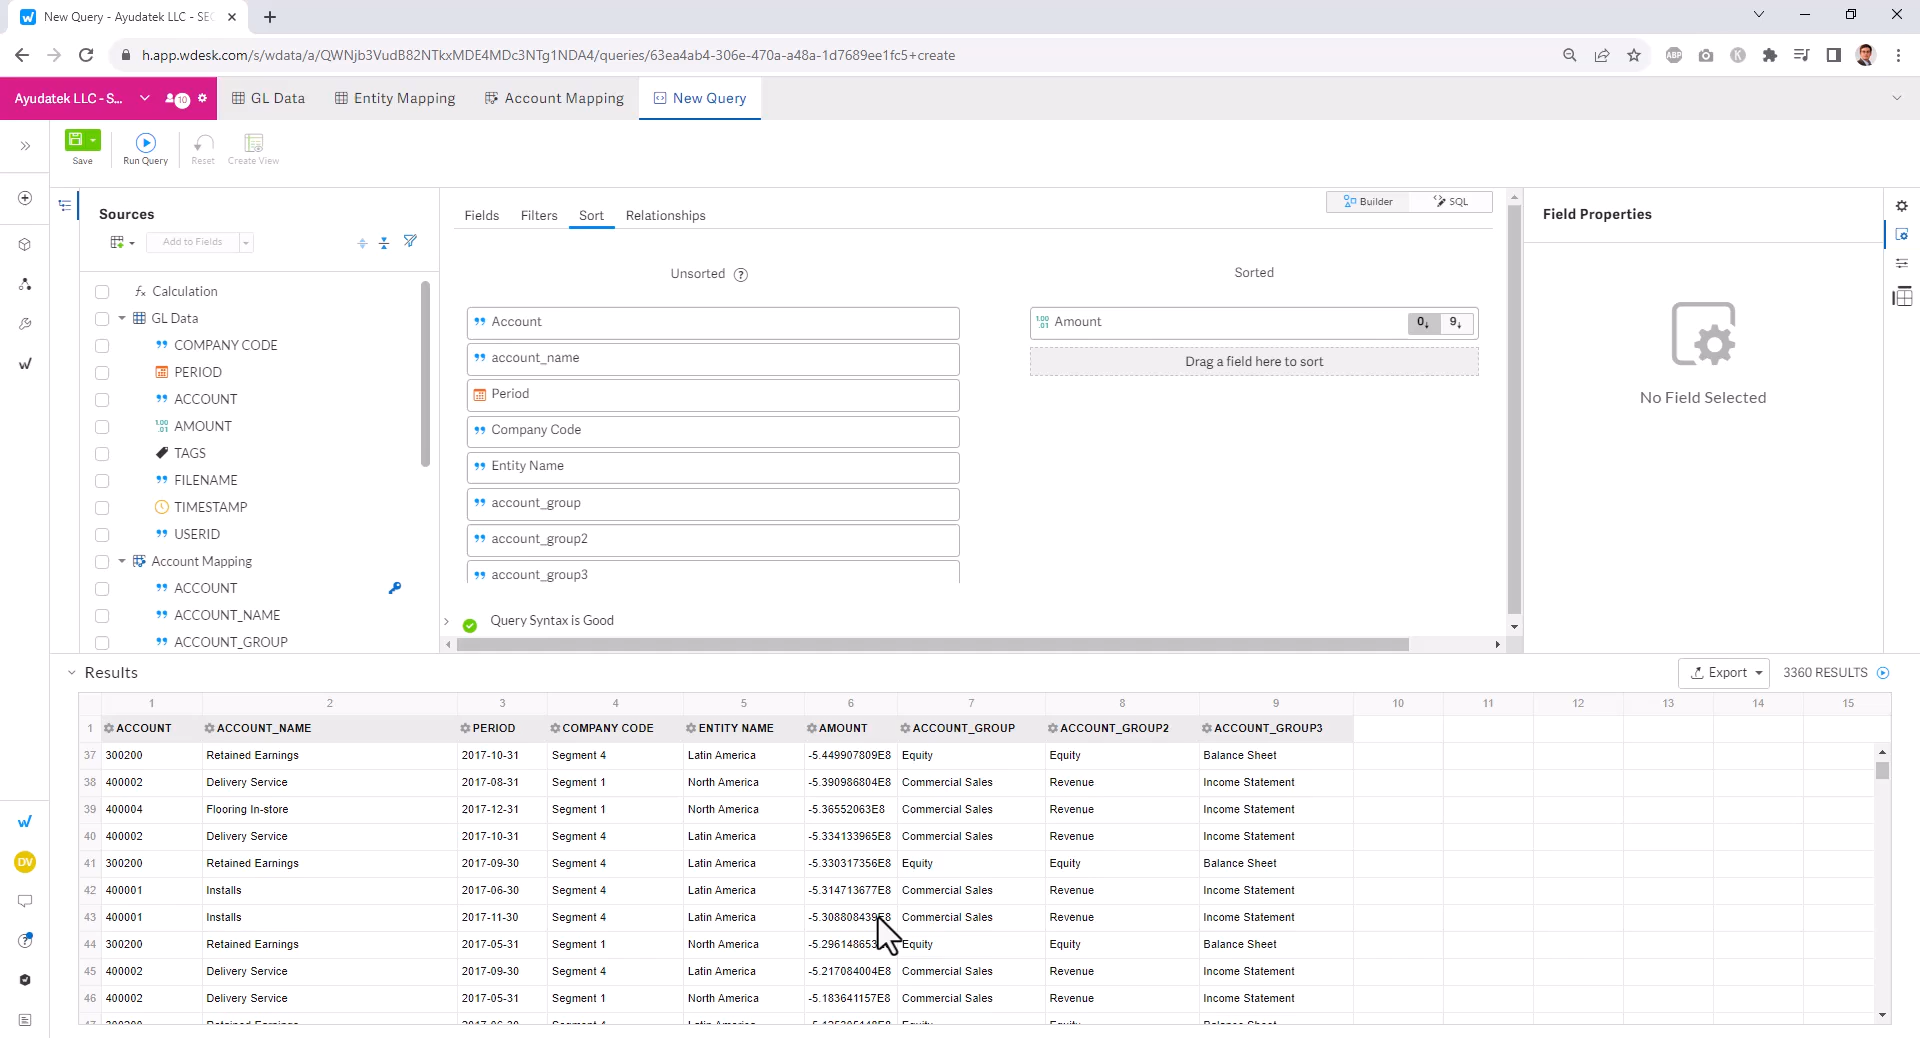 New Query - Ayudatek LLC - SEC
h.app.wdesk.com/s/wdata/a/QWNjb3VudB82NTkxMDE4MDc3NTg1NDA4/queries/63ea4ab4-306e-470a-a48a-1d7689ee1fc5+create
Ayudatek LLC - S... 10 GL Data Entity Mapping Account Mapping New Query
Save Run Query Reset Create View
Sources
Add to Fields
Calculation
GL Data
COMPANY CODE
PERIOD
ACCOUNT
AMOUNT
TAGS
FILENAME
TIMESTAMP
USERID
Account Mapping
ACCOUNT
ACCOUNT_NAME
ACCOUNT_GROUP
Builder SQL
Fields Filters Sort Relationships
Unsorted ? Sorted
Account
account_name
Period
Company Code
Entity Name
account_group
account_group2
account_group3
Amount 0↓ 9↓
Drag a field here to sort
Query Syntax is Good
Field Properties
No Field Selected
DV
Results Export 3360 RESULTS
1 2 3 4 5 6 7 8 9 10 11 12 13 14 15
1 ACCOUNT ACCOUNT_NAME PERIOD COMPANY CODE ENTITY NAME AMOUNT ACCOUNT_GROUP ACCOUNT_GROUP2 ACCOUNT_GROUP3
37 300200 Retained Earnings 2017-10-31 Segment 4 Latin America -5.449907809E8 Equity Equity Balance Sheet
38 400002 Delivery Service 2017-08-31 Segment 1 North America -5.390986804E8 Commercial Sales Revenue Income Statement
39 400004 Flooring In-store 2017-12-31 Segment 1 North America -5.36552063E8 Commercial Sales Revenue Income Statement
40 400002 Delivery Service 2017-10-31 Segment 4 Latin America -5.334133965E8 Commercial Sales Revenue Income Statement
41 300200 Retained Earnings 2017-09-30 Segment 4 Latin America -5.330317356E8 Equity Equity Balance Sheet
42 400001 Installs 2017-06-30 Segment 4 Latin America -5.314713677E8 Commercial Sales Revenue Income Statement
43 400001 Installs 2017-11-30 Segment 4 Latin America -5.308808439E8 Commercial Sales Revenue Income Statement
44 300200 Retained Earnings 2017-05-31 Segment 1 North America Equity Equity Balance Sheet
45 400002 Delivery Service 2017-09-30 Segment 4 Latin America -5.217084004E8 Commercial Sales Revenue Income Statement
46 400002 Delivery Service 2017-05-31 Segment 1 North America -5.183641157E8 Commercial Sales Revenue Income Statement